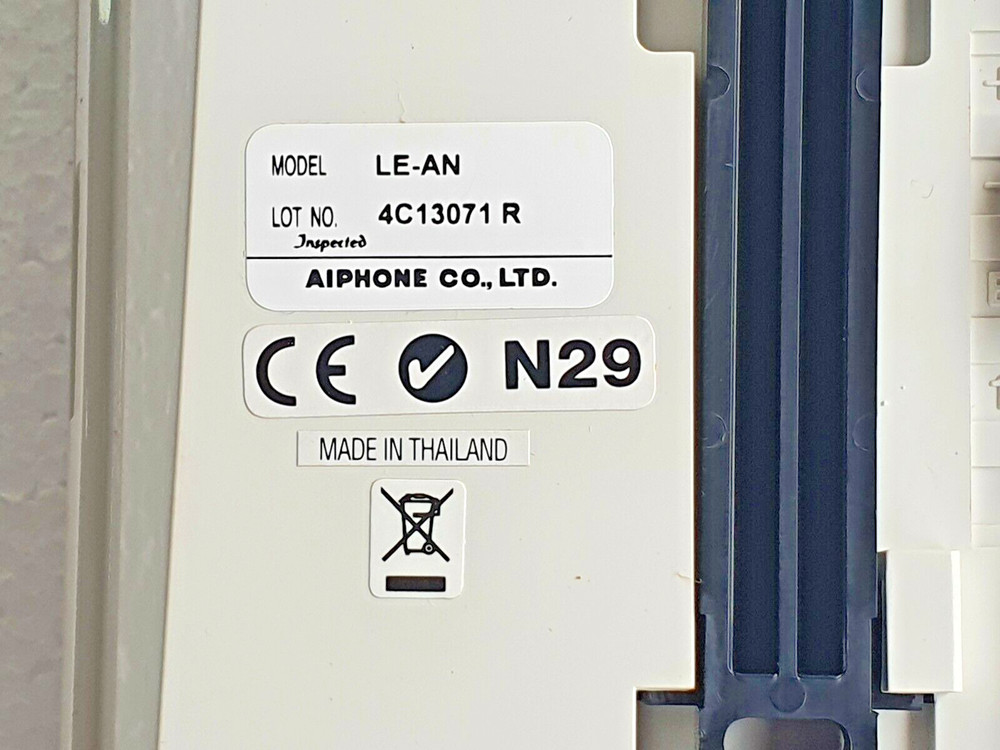 MODEL LE-AN
LOT NO. 4C13071 R
Inspected
AIPHONE CO., LTD.
CE N29
MADE IN THAILAND